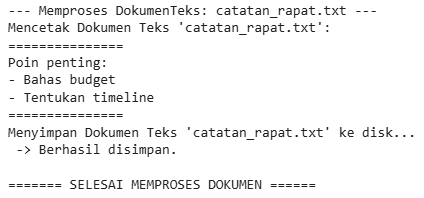 --- Memproses DokumenTeks: catatan_rapat.txt ---
Mencetak Dokumen Teks 'catatan_rapat.txt':
===============
Poin penting:
- Bahas budget
- Tentukan timeline
===============
Menyimpan Dokumen Teks 'catatan_rapat.txt' ke disk...
 -> Berhasil disimpan.

======= SELESAI MEMPROSES DOKUMEN ======